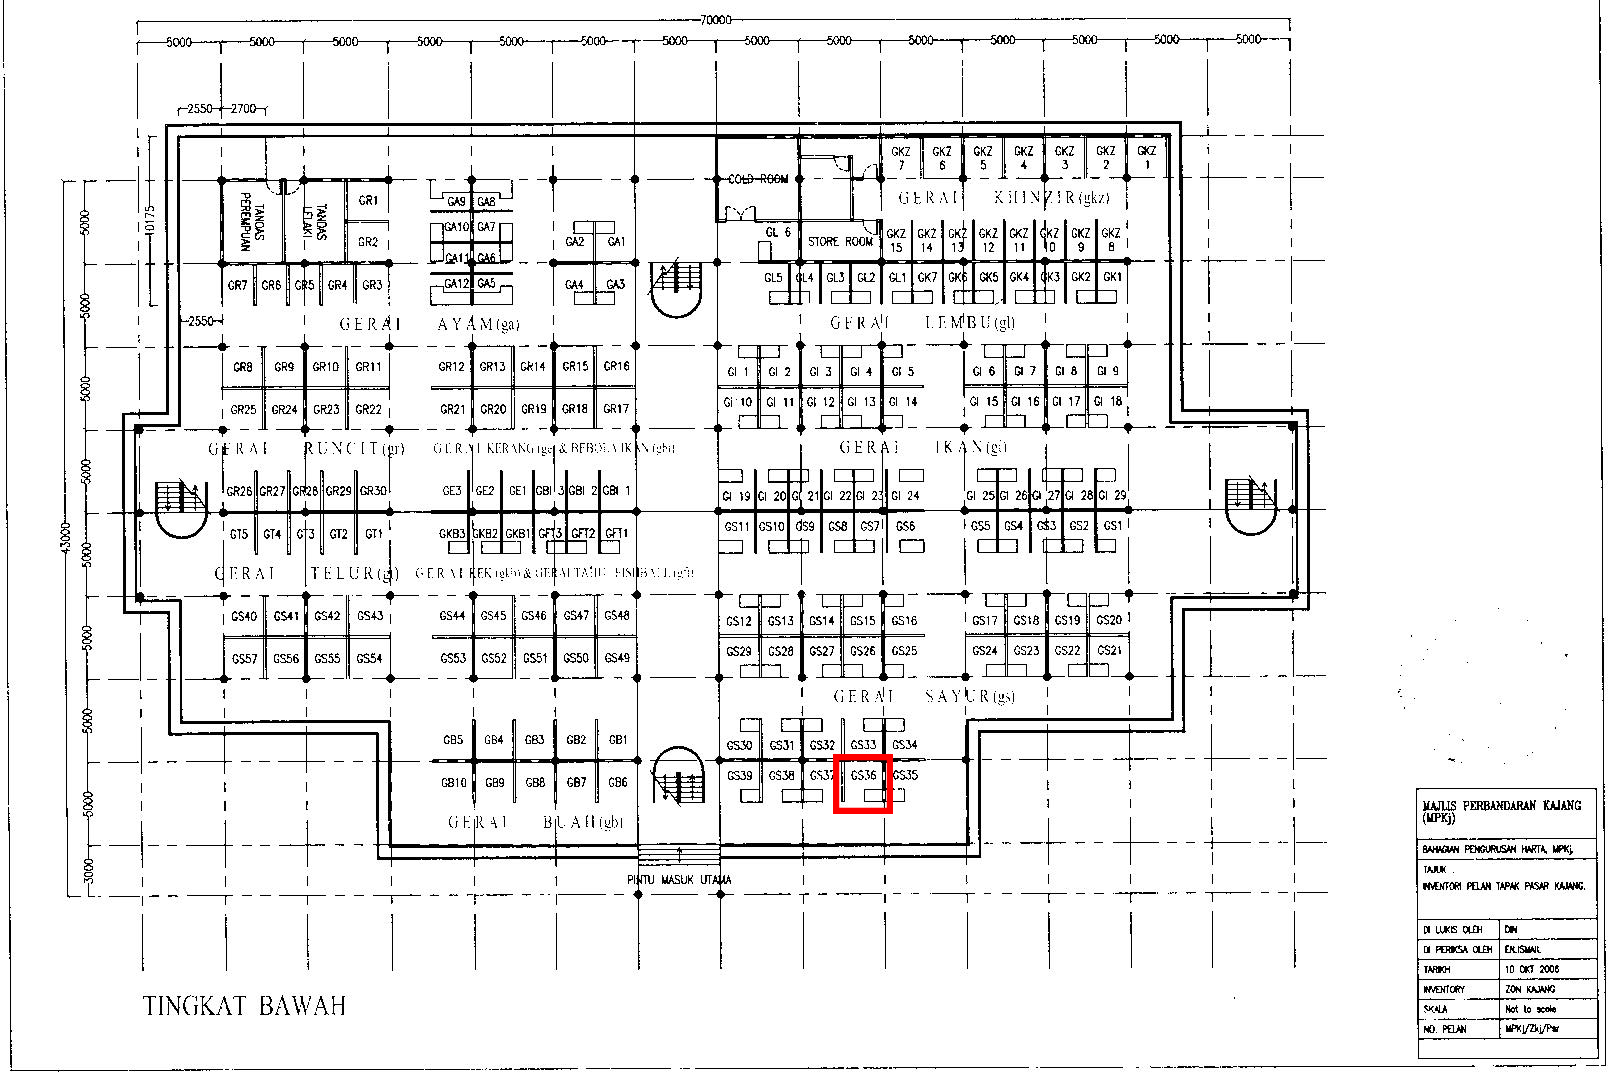 70000
5000 5000 5000 5000 5000 5000 5000 5000 5000 5000 5000 5000 5000 5000
2550 2700
GKZ 7 GKZ 6 GKZ 5 GKZ 4 GKZ 3 GKZ 2 GKZ 1
COLD ROOM
GERAI KHINZIR(gkz)
TANDAS PEREMPUAN
TANDAS LELAKI
GR1
GR2
GA9 GA8
GA10 GA7
GA11 GA6
GA12 GA5
GA2 GA1
GA4 GA3
GL 6
STORE ROOM
GKZ 15 GKZ 14 GKZ 13 GKZ 12 GKZ 11 GKZ 10 GKZ 9 GKZ 8
GR7 GR6 GR5 GR4 GR3
GL5 GL4 GL3 GL2 GL1 GK7 GK6 GK5 GK4 GK3 GK2 GK1
10175
2550
GERAI AYAM(ga)
GERAI LEMBU(gl)
GR8 GR9 GR10 GR11 GR12 GR13 GR14 GR15 GR16
GI 1 GI 2 GI 3 GI 4 GI 5 GI 6 GI 7 GI 8 GI 9
GR25 GR24 GR23 GR22 GR21 GR20 GR19 GR18 GR17
GI 10 GI 11 GI 12 GI 13 GI 14 GI 15 GI 16 GI 17 GI 18
GERAI RUNCIT(gr)
GERAI KERANG(ge) & BEBOLA IKAN(gbi)
GERAI IKAN(gi)
GR26 GR27 GR28 GR29 GR30 GE3 GE2 GE1 GBI 3 GBI 2 GBI 1
GI 19 GI 20 GI 21 GI 22 GI 23 GI 24 GI 25 GI 26 GI 27 GI 28 GI 29
GT5 GT4 GT3 GT2 GT1 GKB3 GKB2 GKB1 GFT3 GFT2 GFT1
GS11 GS10 GS9 GS8 GS7 GS6 GS5 GS4 GS3 GS2 GS1
GERAI TELUR(gt)
GERAI KEK(gkb) & GERAI TAHU FISHBALL(gft)
GS40 GS41 GS42 GS43 GS44 GS45 GS46 GS47 GS48
GS12 GS13 GS14 GS15 GS16 GS17 GS18 GS19 GS20
GS57 GS56 GS55 GS54 GS53 GS52 GS51 GS50 GS49
GS29 GS28 GS27 GS26 GS25 GS24 GS23 GS22 GS21
GERAI SAYUR(gs)
GB5 GB4 GB3 GB2 GB1
GS30 GS31 GS32 GS33 GS34
GB10 GB9 GB8 GB7 GB6
GS39 GS38 GS37 GS36 GS35
GERAI BUAH(gb)
PINTU MASUK UTAMA
5000
5000
5000
5000
5000
5000
5000
5000
3000
43000
TINGKAT BAWAH
MAJLIS PERBANDARAN KAJANG
(MPKj)
BAHAGIAN PENGURUSAN HARTA, MPKj.
TAJUK .
INVENTORI PELAN TAPAK PASAR KAJANG.
DI LUKIS OLEH DIN
DI PERIKSA OLEH EN.ISMAIL
TARIKH 10 OKT 2006
INVENTORY ZON KAJANG
SKALA Not to scale
NO. PELAN MPKj/Zkj/Psr